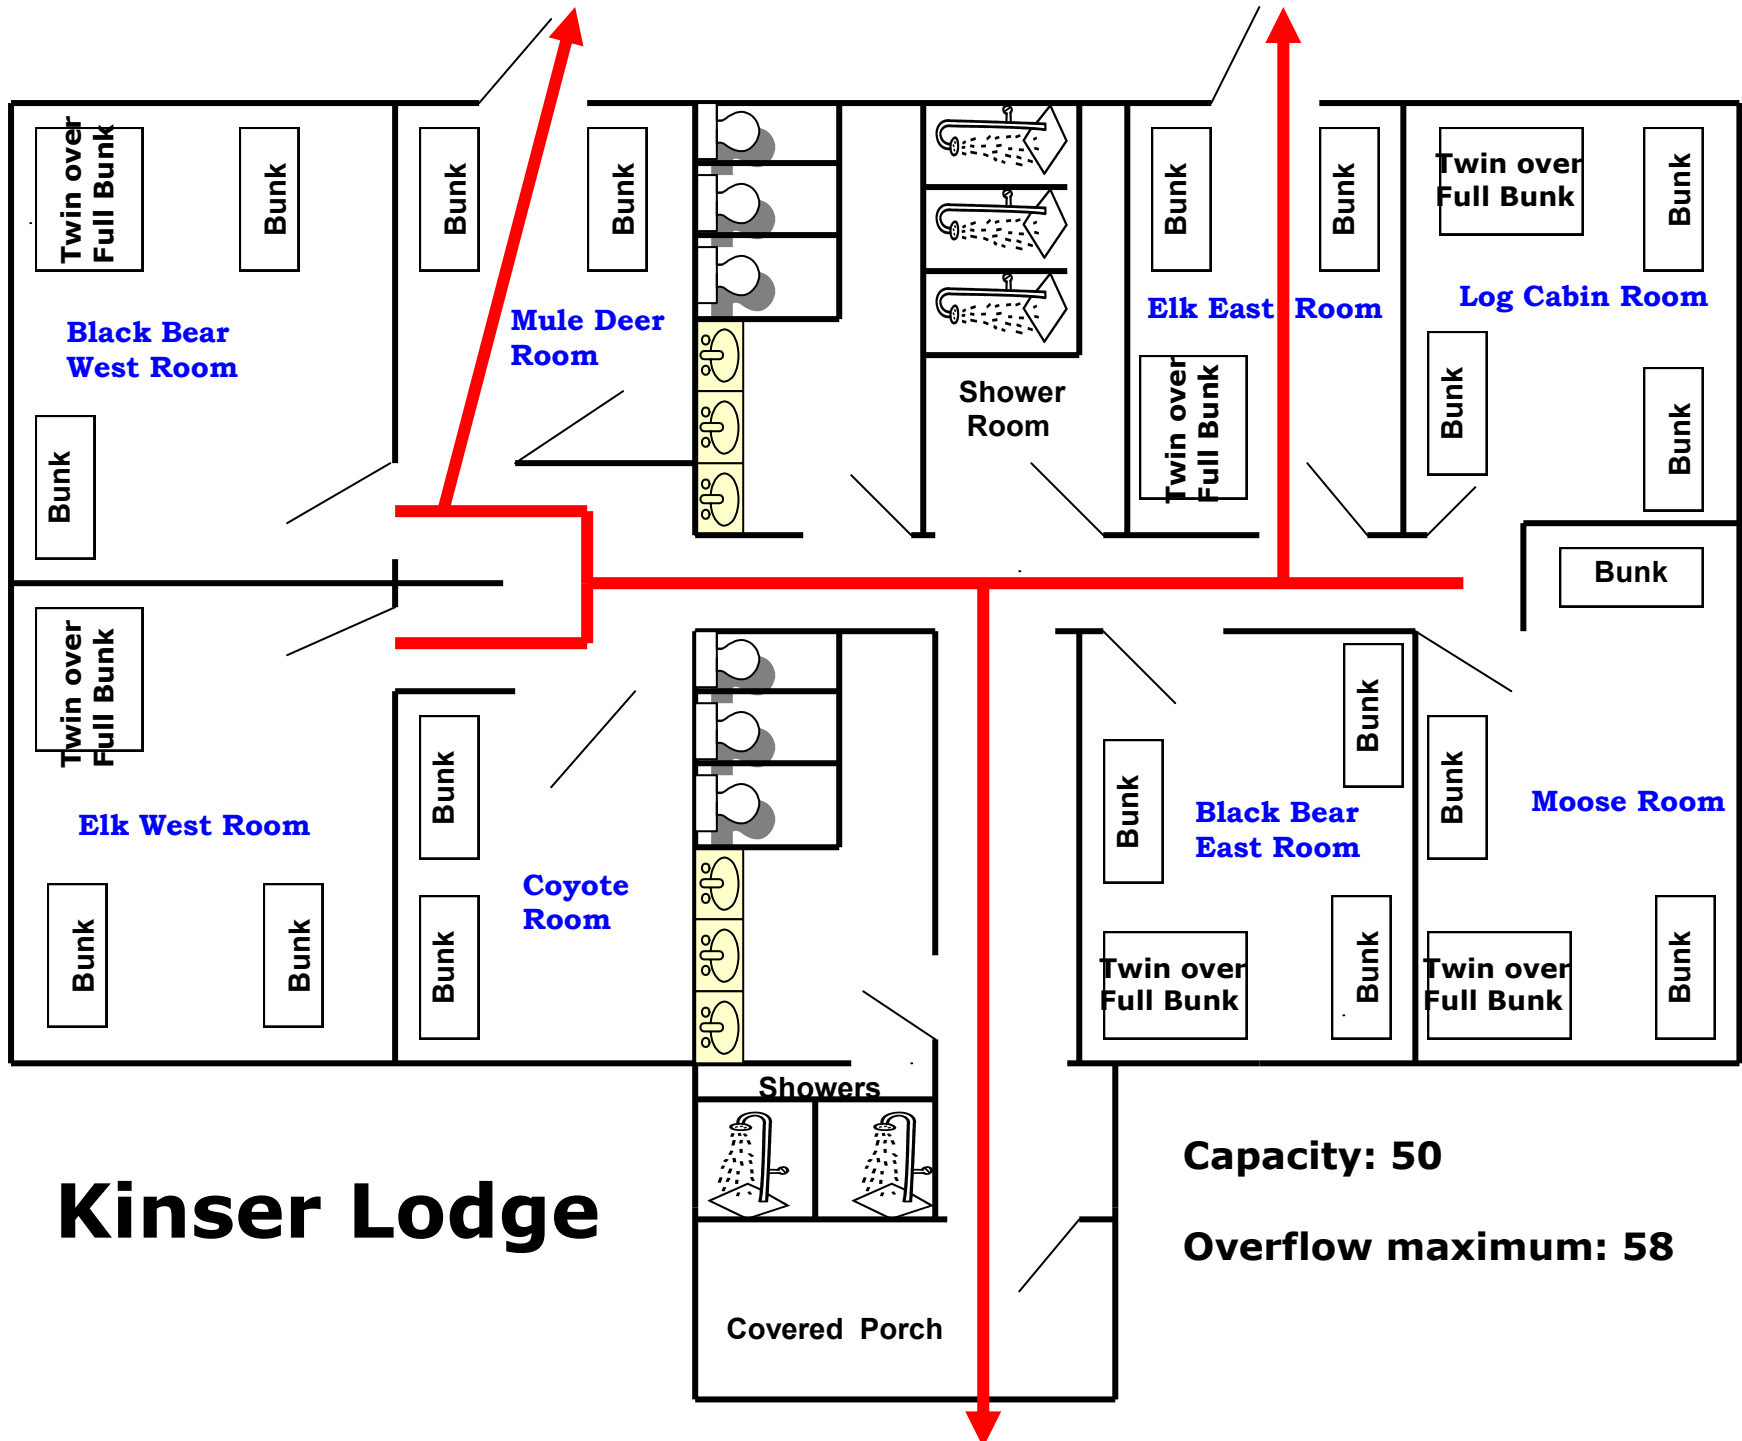 Twin over
Full Bunk
Bunk
Bunk
Bunk
Bunk
Bunk
Twin over
Full Bunk
Bunk
Black Bear
West Room
Mule Deer
Room
Elk East Room
Log Cabin Room
Shower
Room
Bunk
Twin over
Full Bunk
Bunk
Bunk
Bunk
Twin over
Full Bunk
Bunk
Bunk
Bunk
Bunk
Elk West Room
Coyote
Room
Black Bear
East Room
Moose Room
Bunk
Bunk
Bunk
Twin over
Full Bunk
Bunk
Twin over
Full Bunk
Bunk
Showers
Kinser Lodge
Capacity: 50
Overflow maximum: 58
Covered Porch